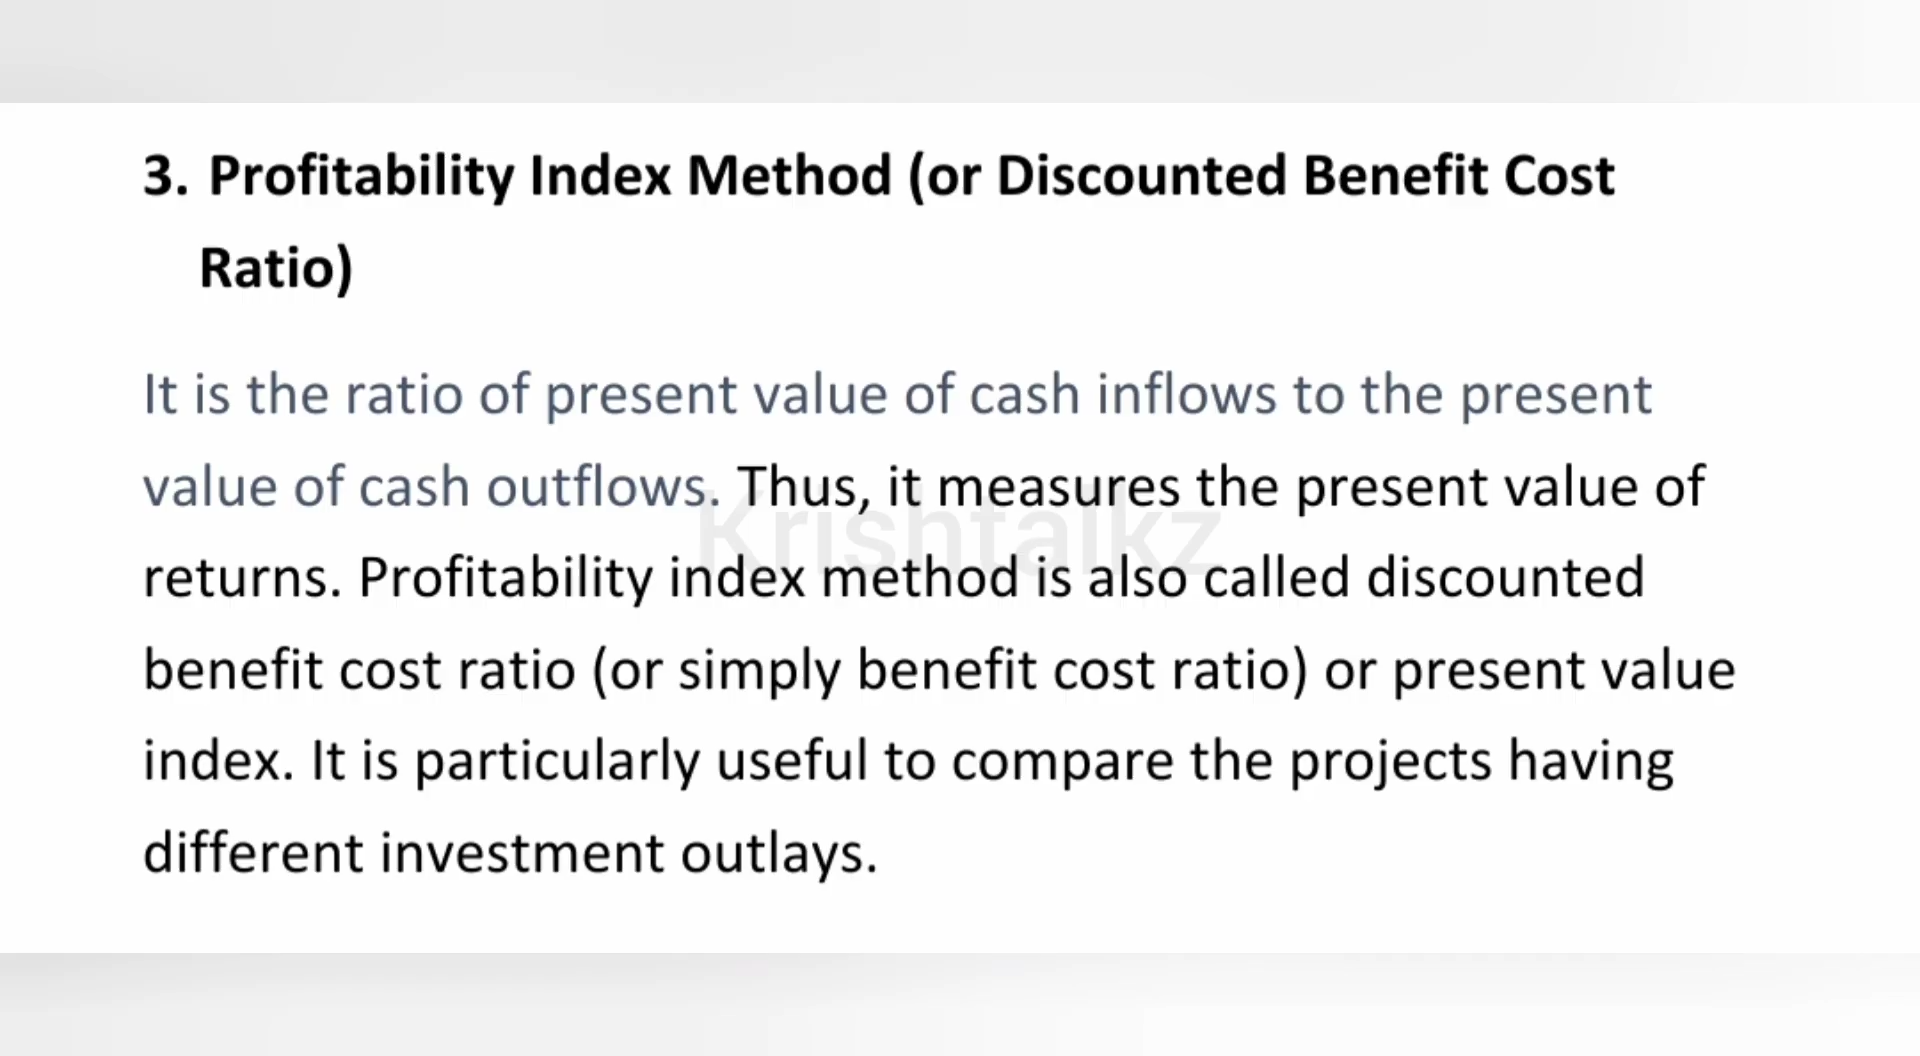 3. Profitability Index Method (or Discounted Benefit Cost
Ratio)
It is the ratio of present value of cash inflows to the present
value of cash outflows. Thus, it measures the present value of
Krishtalkz
returns. Profitability index method is also called discounted
benefit cost ratio (or simply benefit cost ratio) or present value
index. It is particularly useful to compare the projects having
different investment outlays.